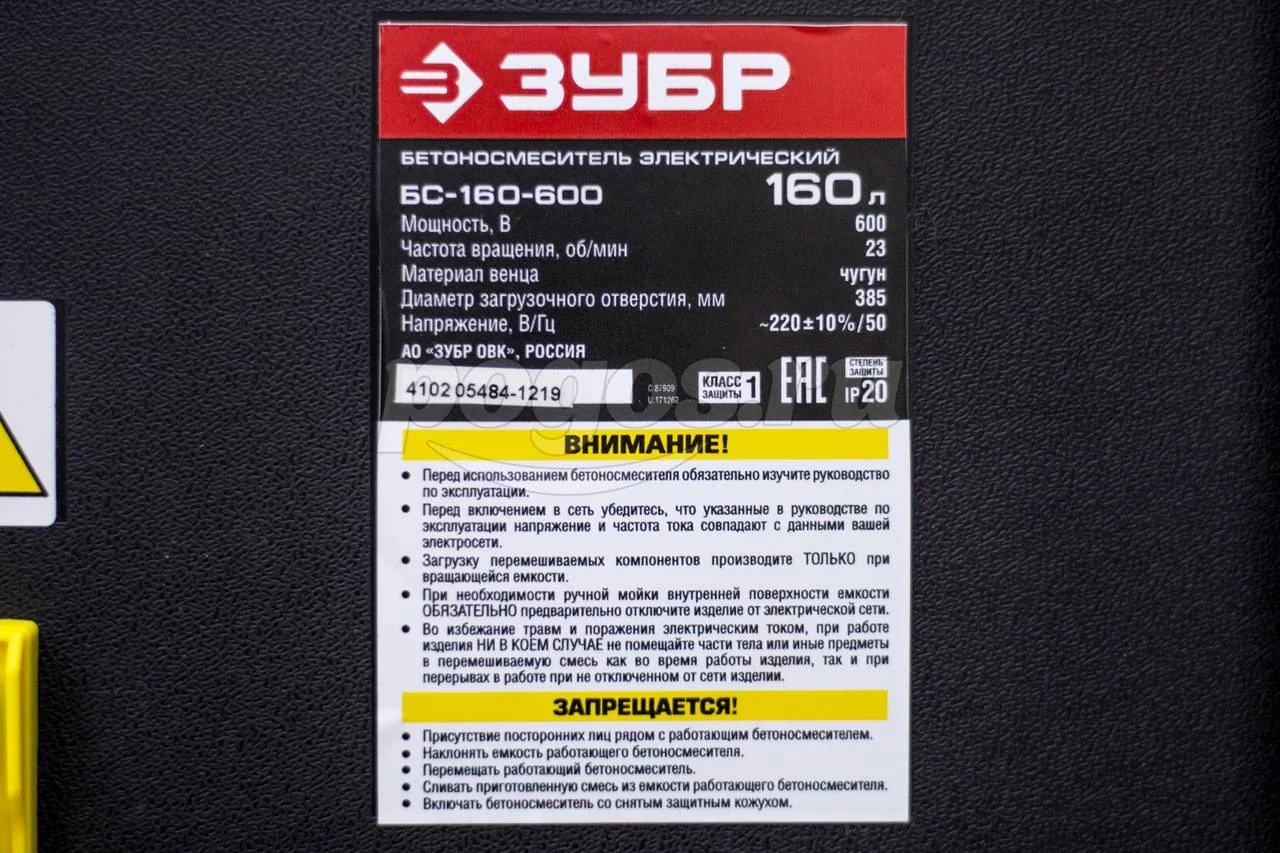 ЗУБР
БЕТОНОСМЕСИТЕЛЬ ЭЛЕКТРИЧЕСКИЙ
БС-160-600 160 л
Мощность, В 600
Частота вращения, об/мин 23
Материал венца чугун
Диаметр загрузочного отверстия, мм 385
Напряжение, В/Гц ~220±10%/50
АО «ЗУБР ОВК», РОССИЯ
410205484-1219
C:87909
U:171262
КЛАСС ЗАЩИТЫ 1
EAC
СТЕПЕНЬ
ЗАЩИТЫ
IP20
pogos.ru
ВНИМАНИЕ!
• Перед использованием бетоносмесителя обязательно изучите руководство
по эксплуатации.
• Перед включением в сеть убедитесь, что указанные в руководстве по
эксплуатации напряжение и частота тока совпадают с данными вашей
электросети.
• Загрузку перемешиваемых компонентов производите ТОЛЬКО при
вращающейся емкости.
• При необходимости ручной мойки внутренней поверхности емкости
ОБЯЗАТЕЛЬНО предварительно отключите изделие от электрической сети.
• Во избежание травм и поражения электрическим током, при работе
изделия НИ В КОЕМ СЛУЧАЕ не помещайте части тела или иные предметы
в перемешиваемую смесь как во время работы изделия, так и при
перерывах в работе при не отключенном от сети изделии.
ЗАПРЕЩАЕТСЯ!
• Присутствие посторонних лиц рядом с работающим бетоносмесителем.
• Наклонять емкость работающего бетоносмесителя.
• Перемещать работающий бетоносмеситель.
• Сливать приготовленную смесь из емкости работающего бетоносмесителя.
• Включать бетоносмеситель со снятым защитным кожухом.